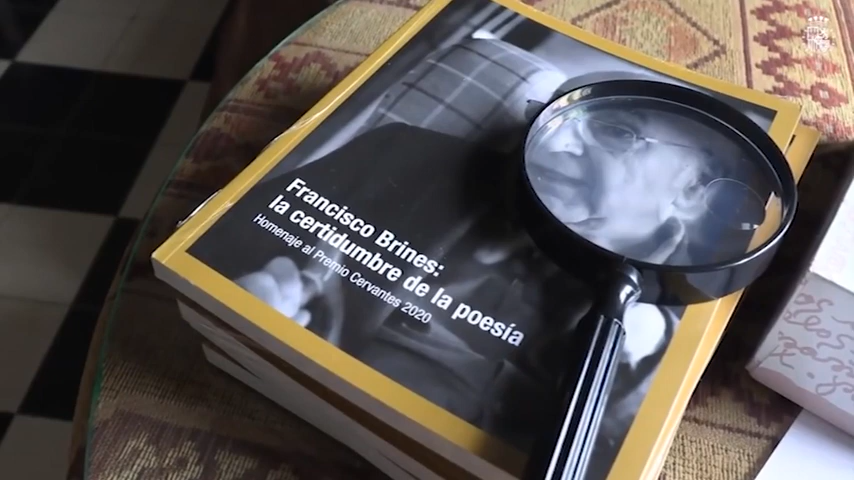 Francisco Brines:
la certidumbre de la poesía
Homenaje al Premio Cervantes 2020